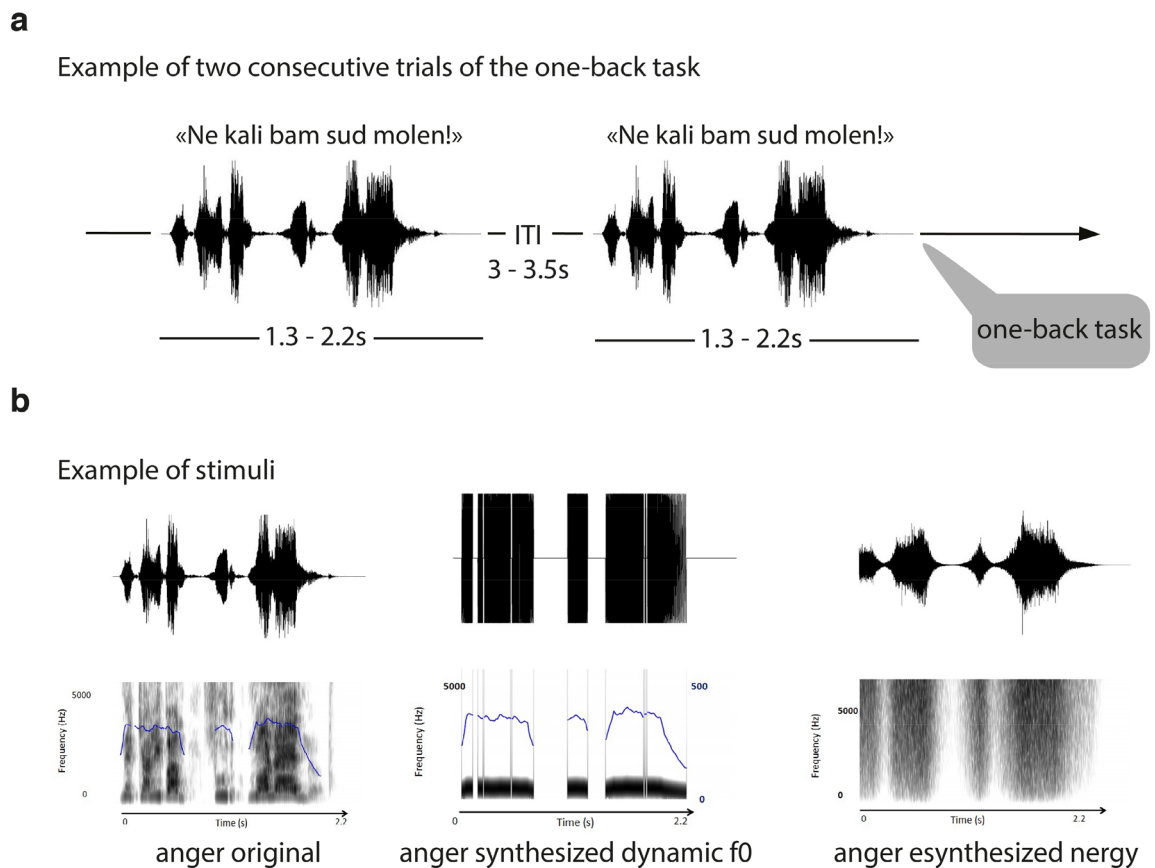 a
Example of two consecutive trials of the one-back task
«Ne kali bam sud molen!» «Ne kali bam sud molen!»
ITI
3 - 3.5s
1.3 - 2.2s 1.3 - 2.2s
one-back task
b
Example of stimuli
5000
Frequency (Hz)
0
0 Time (s) 2.2
anger original
5000 500
Frequency (Hz)
0
0 Time (s) 2.2
anger synthesized dynamic f0
5000
Frequency (Hz)
0
0 Time (s) 2.2
anger esynthesized nergy